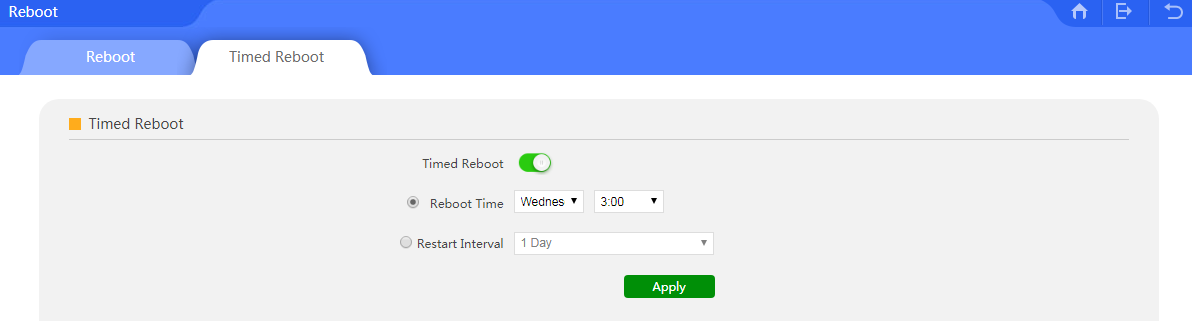 Reboot
Reboot Timed Reboot
Timed Reboot
Timed Reboot
Reboot Time Wednes 3:00
Restart Interval 1 Day
Apply